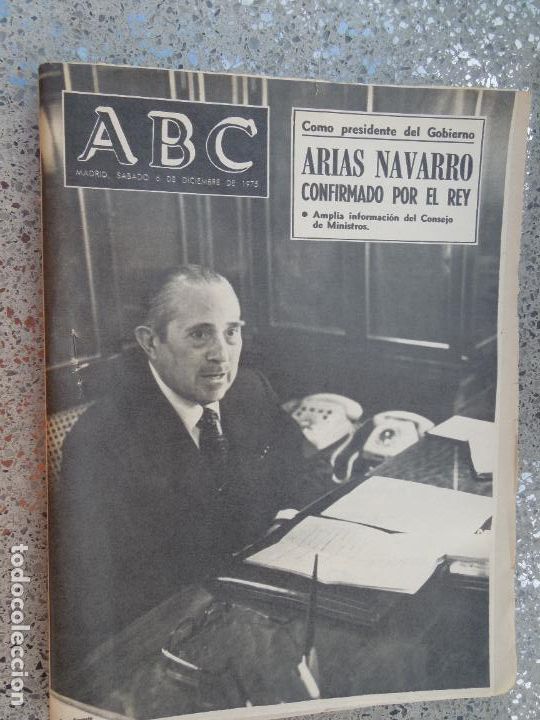 ABC
MADRID, SABADO 6 DE DICIEMBRE DE 1975
Como presidente del Gobierno
ARIAS NAVARRO
CONFIRMADO POR EL REY
● Amplia información del Consejo
de Ministros.
todocoleccion